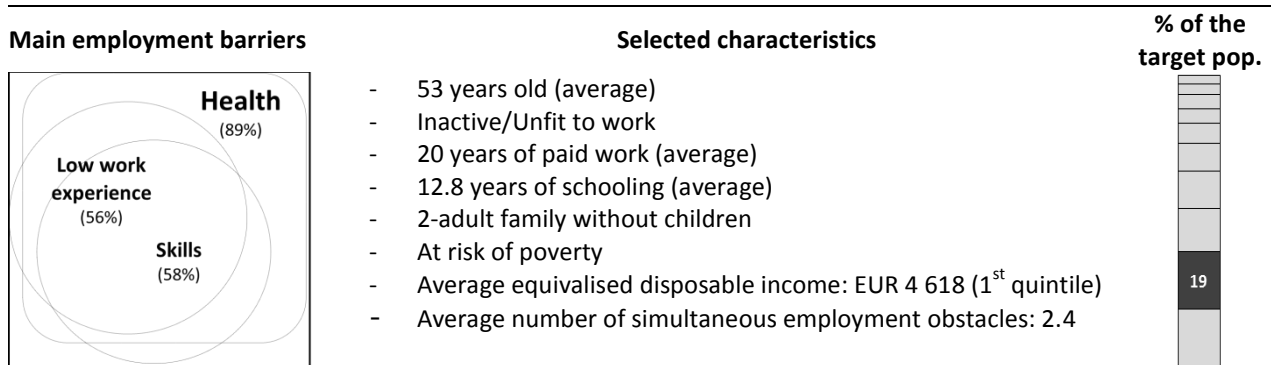 Main employment barriers
Selected characteristics
% of the
target pop.
Health
(89%)
Low work
experience
(56%)
Skills
(58%)
- 53 years old (average)
- Inactive/Unfit to work
- 20 years of paid work (average)
- 12.8 years of schooling (average)
- 2-adult family without children
- At risk of poverty
- Average equivalised disposable income: EUR 4 618 (1st quintile)
- Average number of simultaneous employment obstacles: 2.4
19